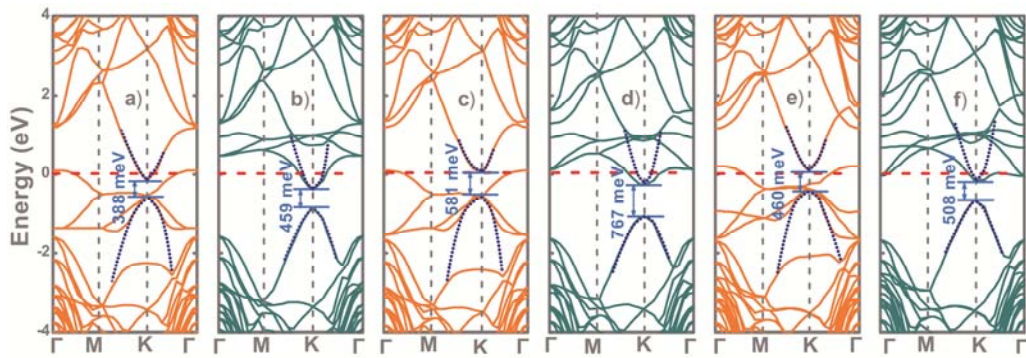 4
2
0
-2
-4
Energy (eV)
a)
b)
c)
d)
e)
f)
388 meV
459 meV
581 meV
767 meV
460 meV
508 meV
Γ M K Γ
Γ M K Γ
Γ M K Γ
Γ M K Γ
Γ M K Γ
Γ M K Γ